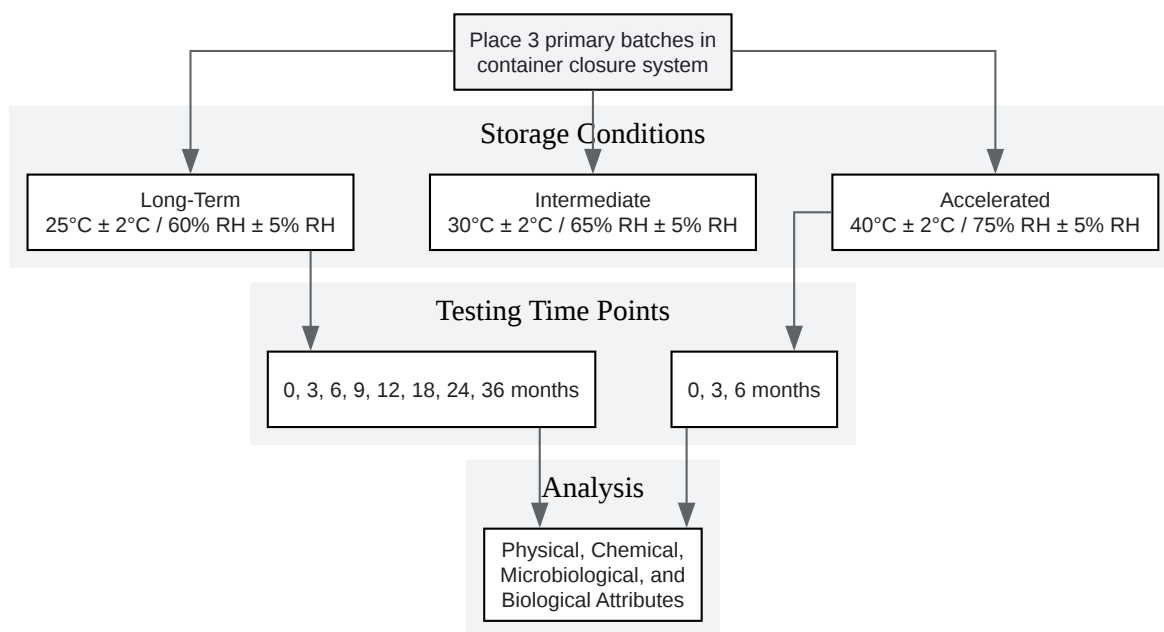 Place 3 primary batches in
container closure system
Storage Conditions
Long-Term
25°C ± 2°C / 60% RH ± 5% RH
Intermediate
30°C ± 2°C / 65% RH ± 5% RH
Accelerated
40°C ± 2°C / 75% RH ± 5% RH
Testing Time Points
0, 3, 6, 9, 12, 18, 24, 36 months
0, 3, 6 months
Analysis
Physical, Chemical,
Microbiological, and
Biological Attributes